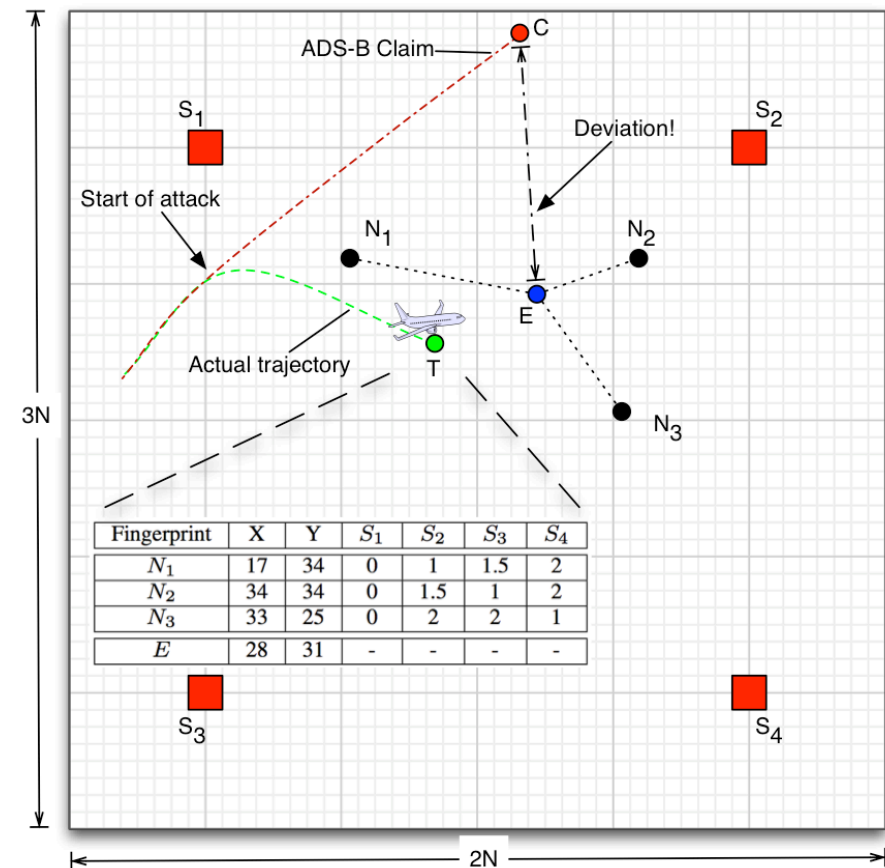 C
ADS-B Claim
S1
S2
Deviation!
Start of attack
N1
N2
E
Actual trajectory
T
3N
N3
Fingerprint X Y S1 S2 S3 S4
N1 17 34 0 1 1.5 2
N2 34 34 0 1.5 1 2
N3 33 25 0 2 2 1
E 28 31 - - - -
S3
S4
2N